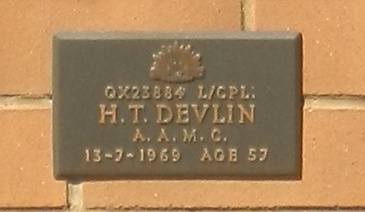 QX23884 L/CPL.
H.T. DEVLIN
A. A. M. C.
13-7-1969 AGE 57